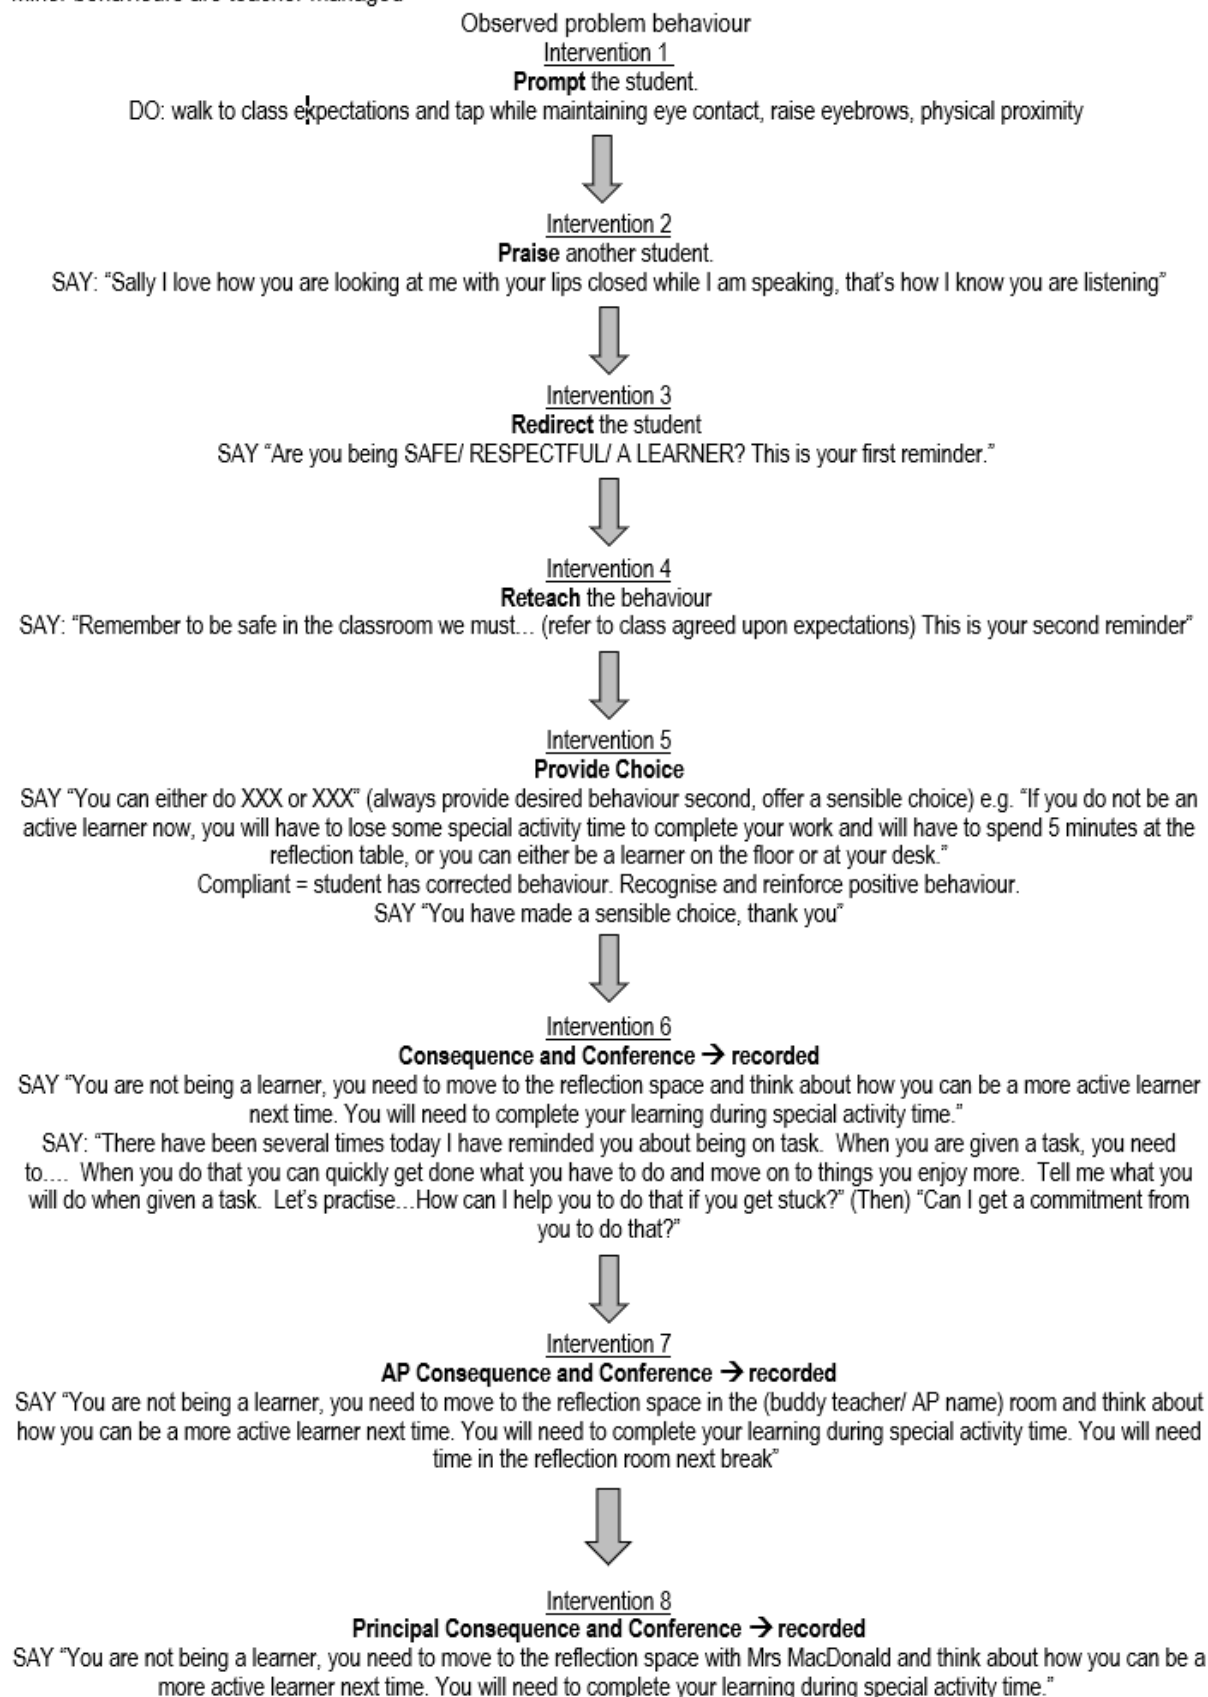 Minor behaviours are teacher managed
Observed problem behaviour
Intervention 1
Prompt the student.
DO: walk to class expectations and tap while maintaining eye contact, raise eyebrows, physical proximity
Intervention 2
Praise another student.
SAY: “Sally I love how you are looking at me with your lips closed while I am speaking, that’s how I know you are listening”
Intervention 3
Redirect the student
SAY “Are you being SAFE/ RESPECTFUL/ A LEARNER? This is your first reminder.”
Intervention 4
Reteach the behaviour
SAY: “Remember to be safe in the classroom we must… (refer to class agreed upon expectations) This is your second reminder”
Intervention 5
Provide Choice
SAY “You can either do XXX or XXX” (always provide desired behaviour second, offer a sensible choice) e.g. “If you do not be an
active learner now, you will have to lose some special activity time to complete your work and will have to spend 5 minutes at the
reflection table, or you can either be a learner on the floor or at your desk.”
Compliant = student has corrected behaviour. Recognise and reinforce positive behaviour.
SAY “You have made a sensible choice, thank you”
Intervention 6
Consequence and Conference → recorded
SAY “You are not being a learner, you need to move to the reflection space and think about how you can be a more active learner
next time. You will need to complete your learning during special activity time.”
SAY: “There have been several times today I have reminded you about being on task.  When you are given a task, you need
to.…  When you do that you can quickly get done what you have to do and move on to things you enjoy more.  Tell me what you
will do when given a task.  Let’s practise…How can I help you to do that if you get stuck?” (Then) “Can I get a commitment from
you to do that?”
Intervention 7
AP Consequence and Conference → recorded
SAY “You are not being a learner, you need to move to the reflection space in the (buddy teacher/ AP name) room and think about
how you can be a more active learner next time. You will need to complete your learning during special activity time. You will need
time in the reflection room next break”
Intervention 8
Principal Consequence and Conference → recorded
SAY “You are not being a learner, you need to move to the reflection space with Mrs MacDonald and think about how you can be a
more active learner next time. You will need to complete your learning during special activity time.”